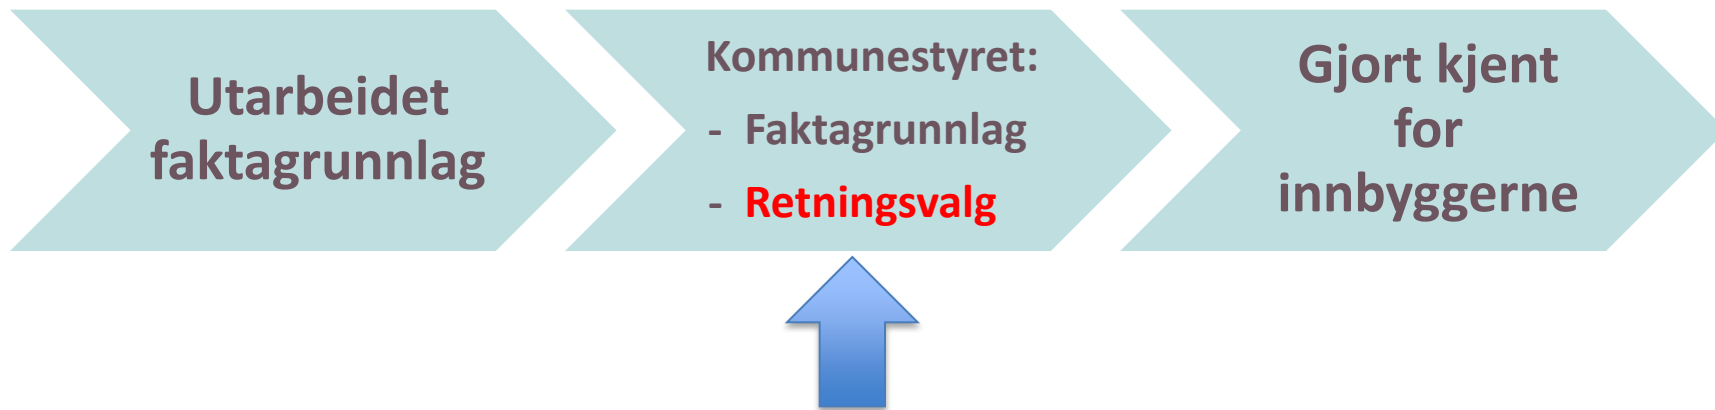 Utarbeidet
faktagrunnlag
Kommunestyret:
- Faktagrunnlag
- Retningsvalg
Gjort kjent
for
innbyggerne